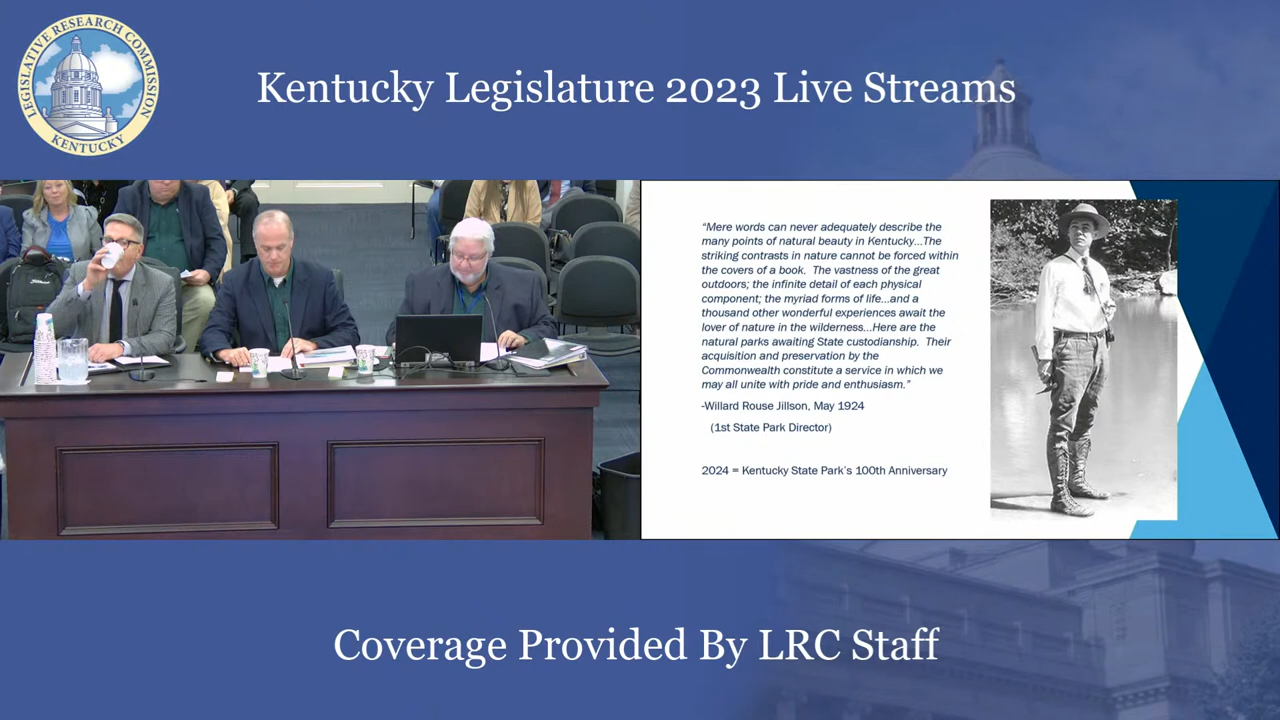 LEGISLATIVE RESEARCH COMMISSION
KENTUCKY
Kentucky Legislature 2023 Live Streams
“Mere words can never adequately describe the
many points of natural beauty in Kentucky...The
striking contrasts in nature cannot be forced within
the covers of a book. The vastness of the great
outdoors; the infinite detail of each physical
component; the myriad forms of life...and a
thousand other wonderful experiences await the
lover of nature in the wilderness...Here are the
natural parks awaiting State custodianship. Their
acquisition and preservation by the
Commonwealth constitute a service in which we
may all unite with pride and enthusiasm.”
-Willard Rouse Jillson, May 1924
(1st State Park Director)
2024 = Kentucky State Park’s 100th Anniversary
Coverage Provided By LRC Staff